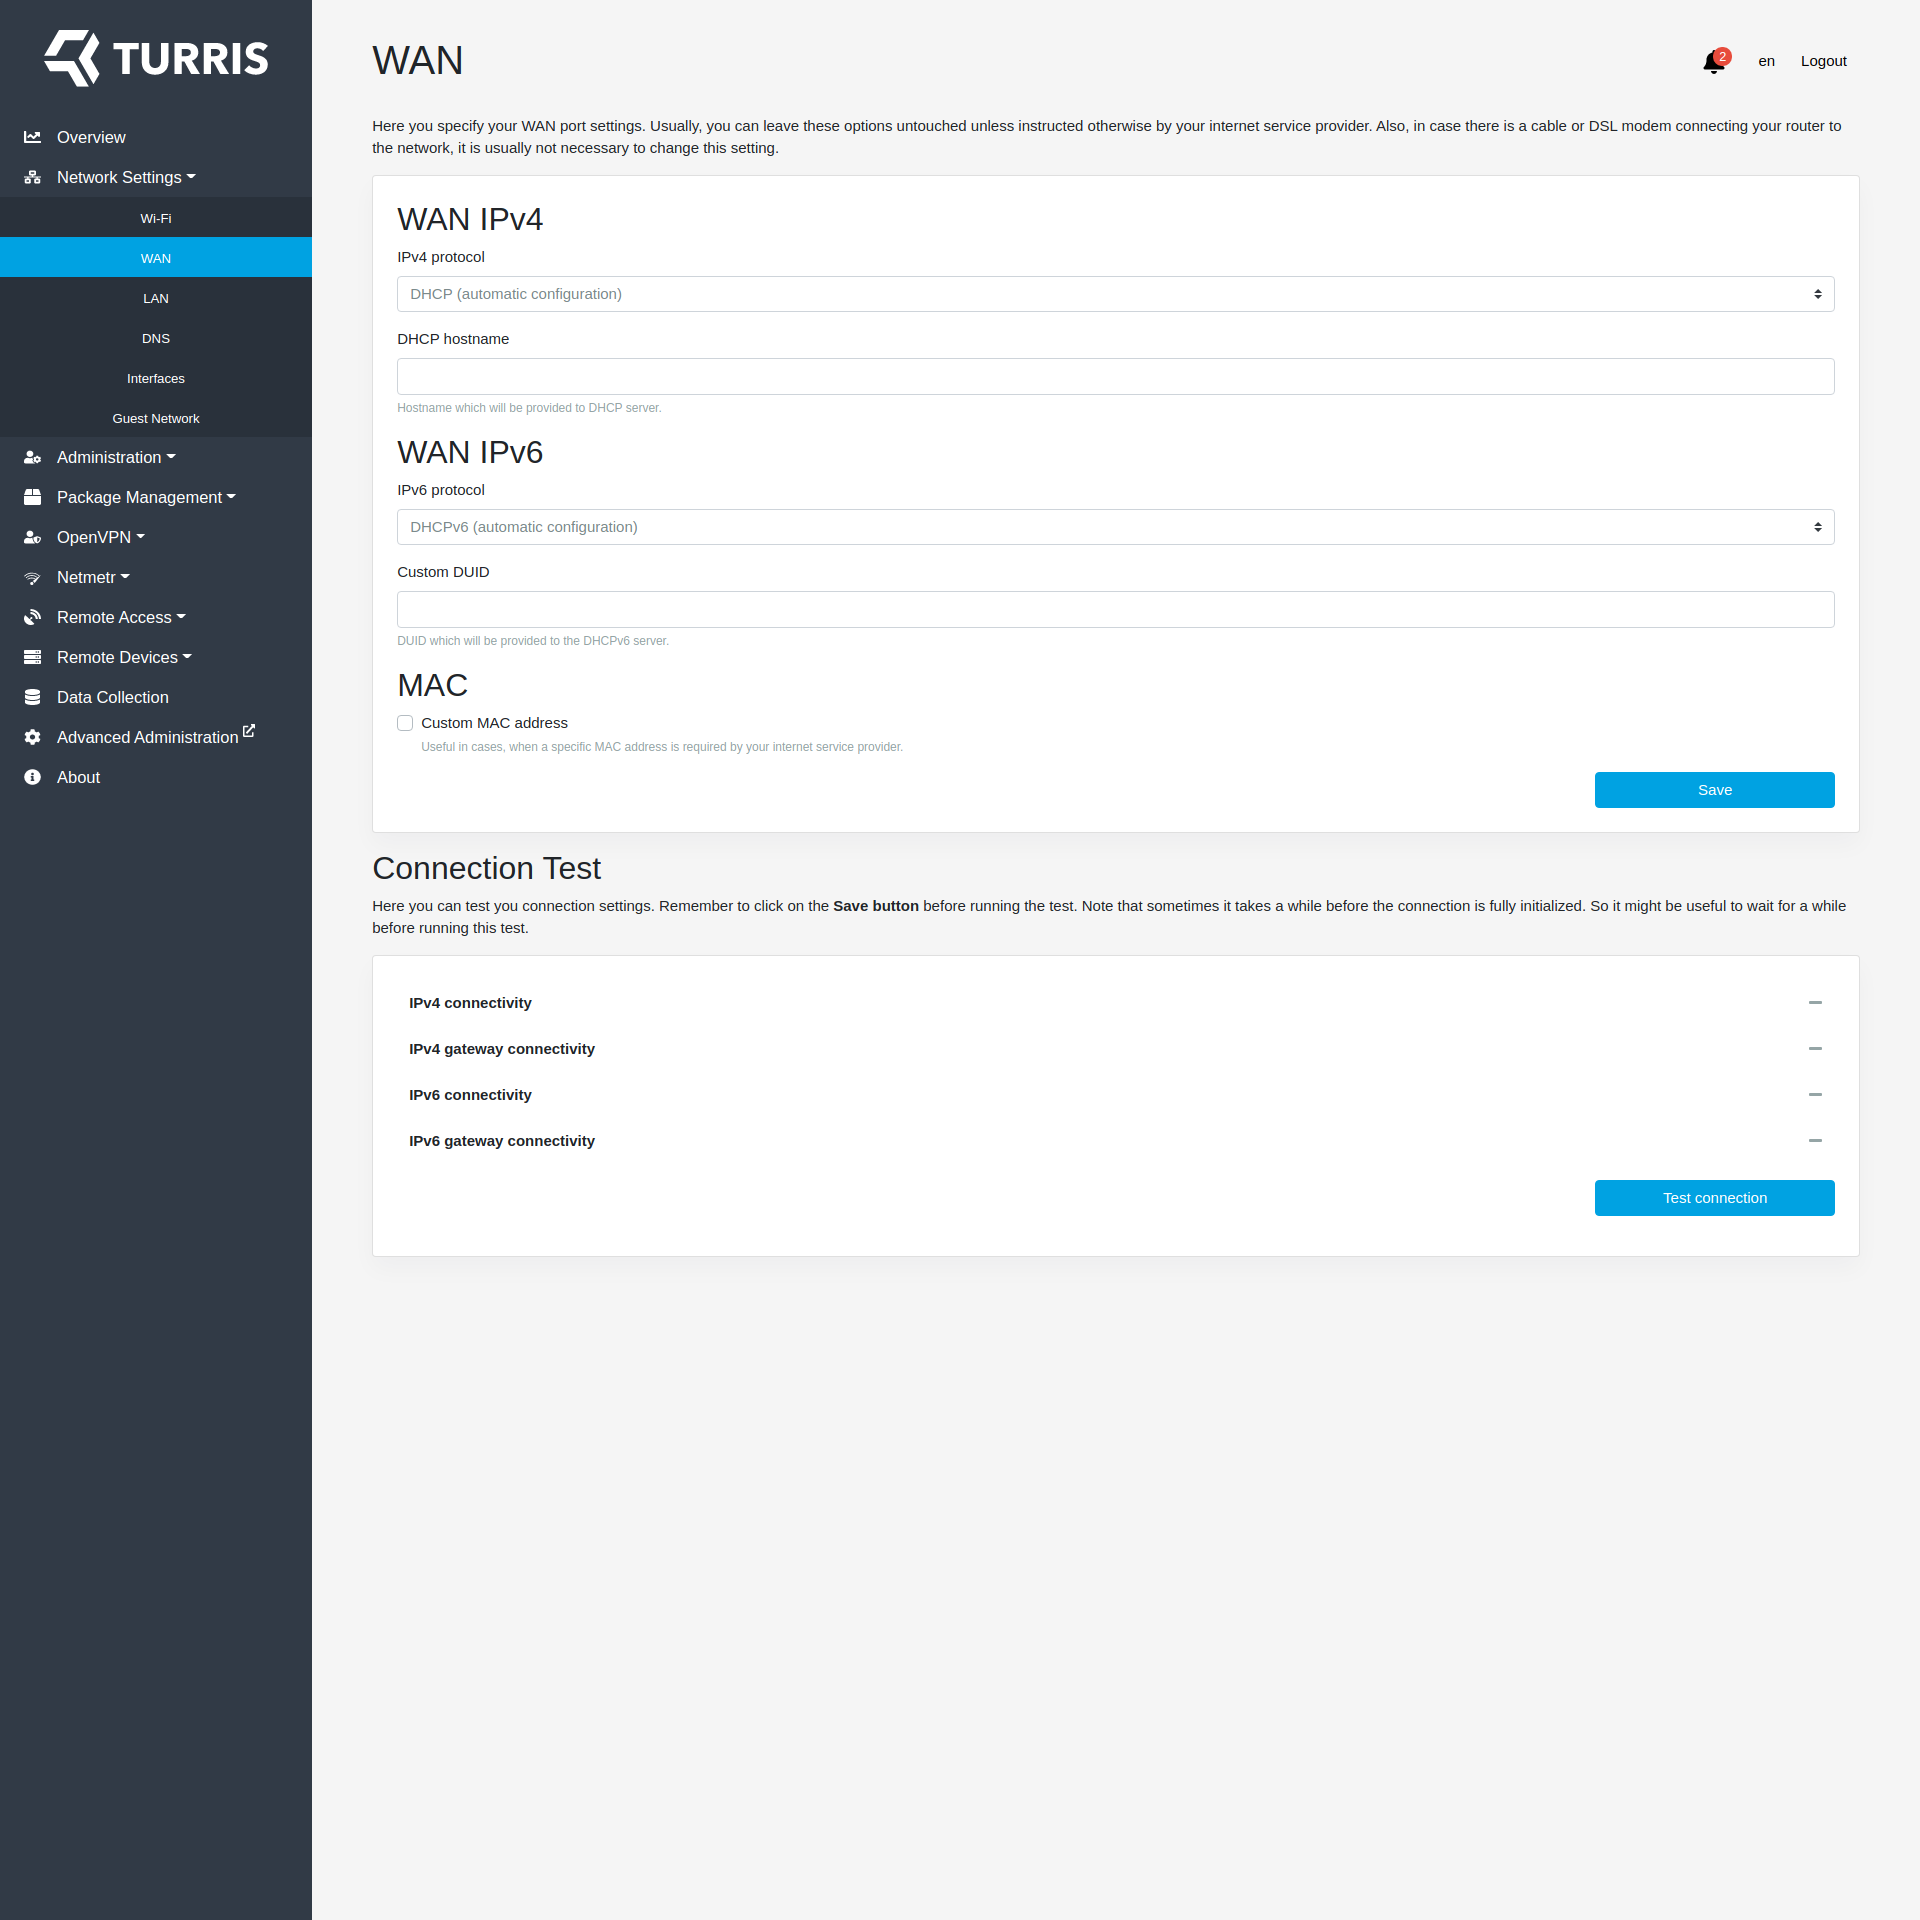 TURRIS
Overview
Network Settings
Wi-Fi
WAN
LAN
DNS
Interfaces
Guest Network
Administration
Package Management
OpenVPN
Netmetr
Remote Access
Remote Devices
Data Collection
Advanced Administration
About
WAN
2
en
Logout
Here you specify your WAN port settings. Usually, you can leave these options untouched unless instructed otherwise by your internet service provider. Also, in case there is a cable or DSL modem connecting your router to
the network, it is usually not necessary to change this setting.
WAN IPv4
IPv4 protocol
DHCP (automatic configuration)
DHCP hostname
Hostname which will be provided to DHCP server.
WAN IPv6
IPv6 protocol
DHCPv6 (automatic configuration)
Custom DUID
DUID which will be provided to the DHCPv6 server.
MAC
Custom MAC address
Useful in cases, when a specific MAC address is required by your internet service provider.
Save
Connection Test
Here you can test you connection settings. Remember to click on the Save button before running the test. Note that sometimes it takes a while before the connection is fully initialized. So it might be useful to wait for a while
before running this test.
IPv4 connectivity
IPv4 gateway connectivity
IPv6 connectivity
IPv6 gateway connectivity
Test connection